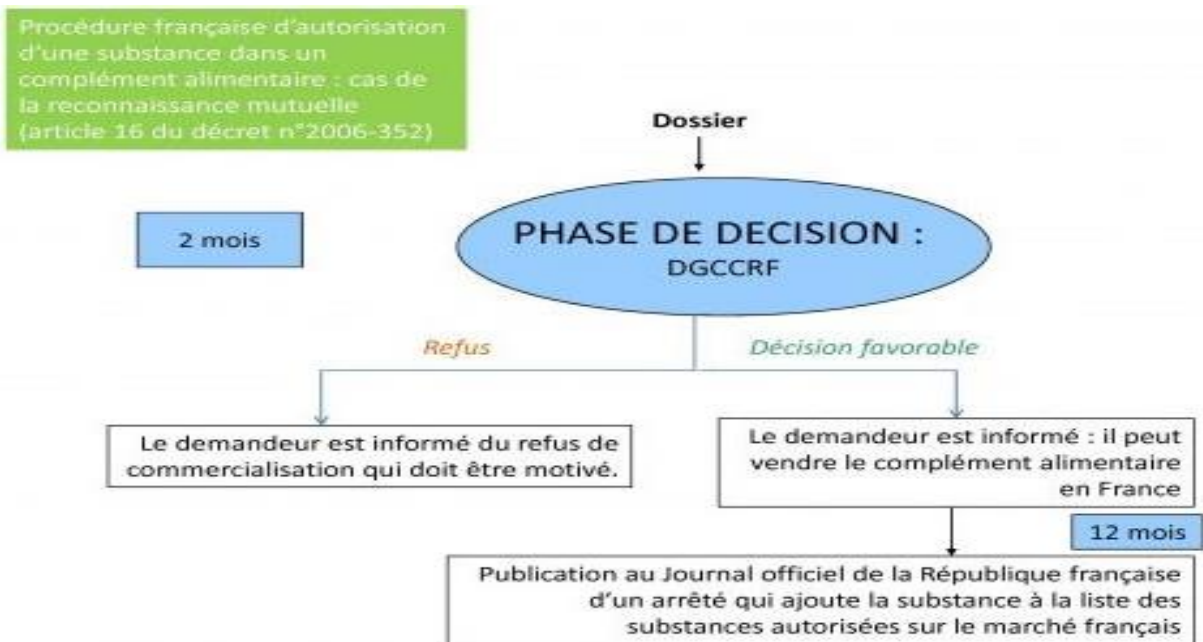 Procédure française d'autorisation
d'une substance dans un
complément alimentaire : cas de
la reconnaissance mutuelle
(article 16 du décret n°2006-352)
Dossier
2 mois
PHASE DE DECISION :
DGCCRF
Refus
Décision favorable
Le demandeur est informé du refus de
commercialisation qui doit être motivé.
Le demandeur est informé : il peut
vendre le complément alimentaire
en France
12 mois
Publication au Journal officiel de la République française
d'un arrêté qui ajoute la substance à la liste des
substances autorisées sur le marché français